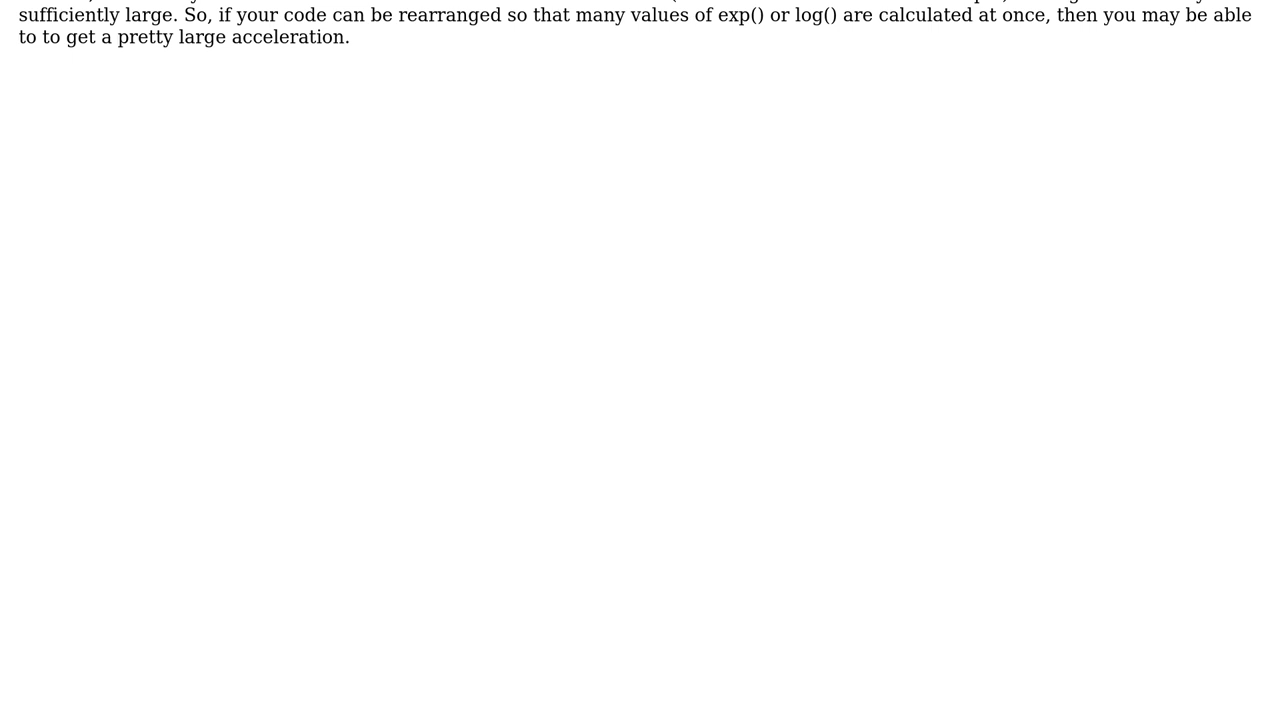 sufficiently large. So, if your code can be rearranged so that many values of exp() or log() are calculated at once, then you may be able
to to get a pretty large acceleration.